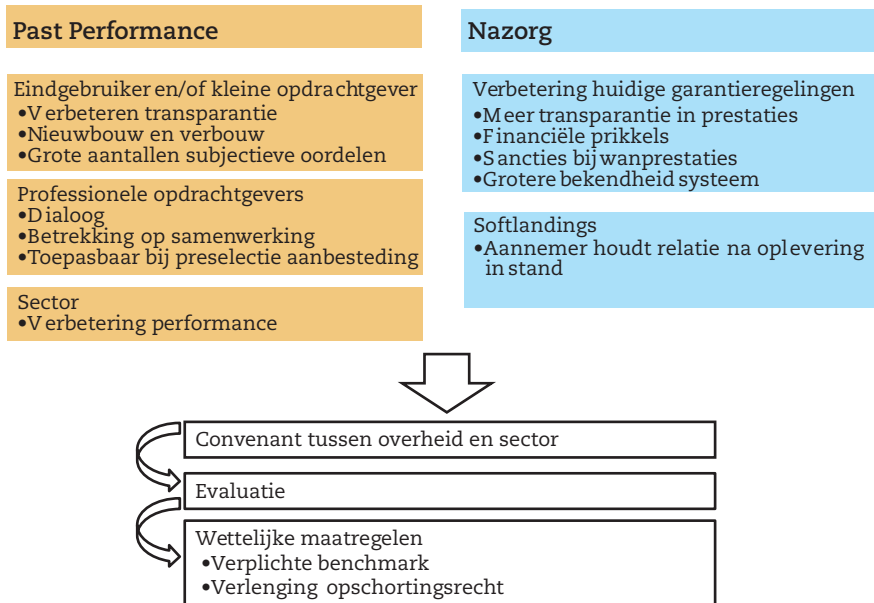 Past Performance
Eindgebruiker en/of kleine opdrachtgever
•Verbeteren transparantie
•Nieuwbouw en verbouw
•Grote aantallen subjectieve oordelen
Professionele opdrachtgevers
•Dialoog
•Betrekking op samenwerking
•Toepasbaar bij preselectie aanbesteding
Sector
•Verbetering performance
Nazorg
Verbetering huidige garantieregelingen
•Meer transparantie in prestaties
•Financiële prikkels
•Sancties bij wanprestaties
•Grotere bekendheid systeem
Softlandings
•Aannemer houdt relatie na oplevering
in stand
Convenant tussen overheid en sector
Evaluatie
Wettelijke maatregelen
•Verplichte benchmark
•Verlenging opschortingsrecht